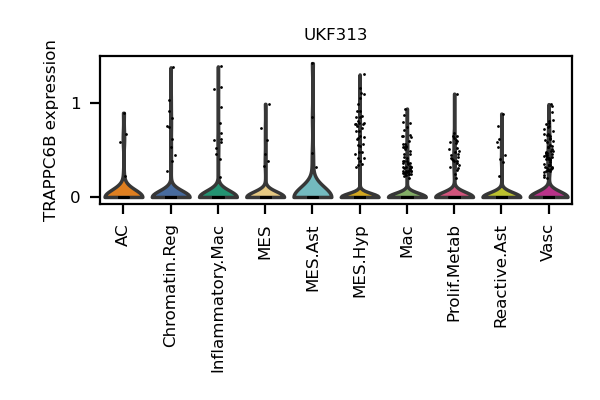 UKF313
TRAPPC6B expression
1
0
AC
Chromatin.Reg
Inflammatory.Mac
MES
MES.Ast
MES.Hyp
Mac
Prolif.Metab
Reactive.Ast
Vasc